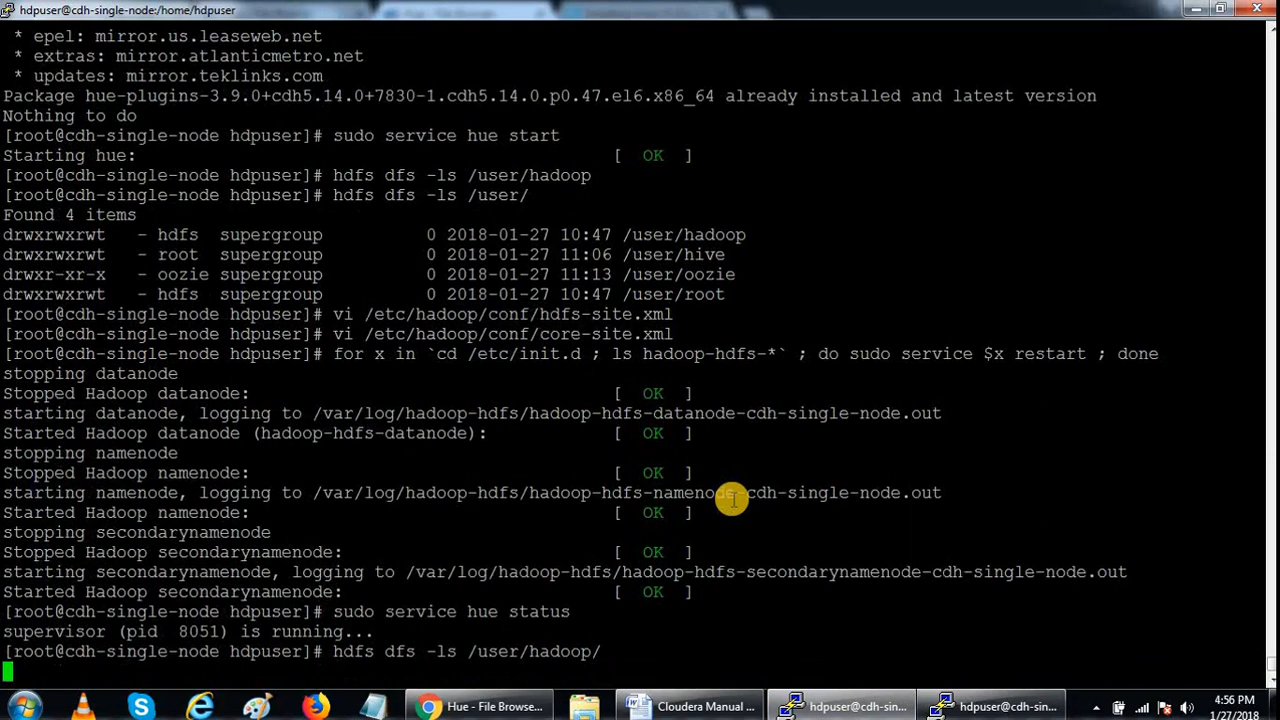 hdpuser@cdh-single-node:/home/hdpuser
* epel: mirror.us.leaseweb.net
* extras: mirror.atlanticmetro.net
* updates: mirror.teklinks.com
Package hue-plugins-3.9.0+cdh5.14.0+7830-1.cdh5.14.0.p0.47.el6.x86_64 already installed and latest version
Nothing to do
[root@cdh-single-node hdpuser]# sudo service hue start
Starting hue: [ OK ]
[root@cdh-single-node hdpuser]# hdfs dfs -ls /user/hadoop
[root@cdh-single-node hdpuser]# hdfs dfs -ls /user/
Found 4 items
drwxrwxrwt - hdfs supergroup 0 2018-01-27 10:47 /user/hadoop
drwxrwxrwt - root supergroup 0 2018-01-27 11:06 /user/hive
drwxr-xr-x - oozie supergroup 0 2018-01-27 11:13 /user/oozie
drwxrwxrwt - hdfs supergroup 0 2018-01-27 10:47 /user/root
[root@cdh-single-node hdpuser]# vi /etc/hadoop/conf/hdfs-site.xml
[root@cdh-single-node hdpuser]# vi /etc/hadoop/conf/core-site.xml
[root@cdh-single-node hdpuser]# for x in `cd /etc/init.d ; ls hadoop-hdfs-*` ; do sudo service $x restart ; done
stopping datanode
Stopped Hadoop datanode: [ OK ]
starting datanode, logging to /var/log/hadoop-hdfs/hadoop-hdfs-datanode-cdh-single-node.out
Started Hadoop datanode (hadoop-hdfs-datanode): [ OK ]
stopping namenode
Stopped Hadoop namenode: [ OK ]
starting namenode, logging to /var/log/hadoop-hdfs/hadoop-hdfs-namenode-cdh-single-node.out
Started Hadoop namenode: [ OK ]
stopping secondarynamenode
Stopped Hadoop secondarynamenode: [ OK ]
starting secondarynamenode, logging to /var/log/hadoop-hdfs/hadoop-hdfs-secondarynamenode-cdh-single-node.out
Started Hadoop secondarynamenode: [ OK ]
[root@cdh-single-node hdpuser]# sudo service hue status
supervisor (pid 8051) is running...
[root@cdh-single-node hdpuser]# hdfs dfs -ls /user/hadoop/
Hue - File Browse... Cloudera Manual ... hdpuser@cdh-sin... hdpuser@cdh-sin... 4:56 PM
1/27/2018